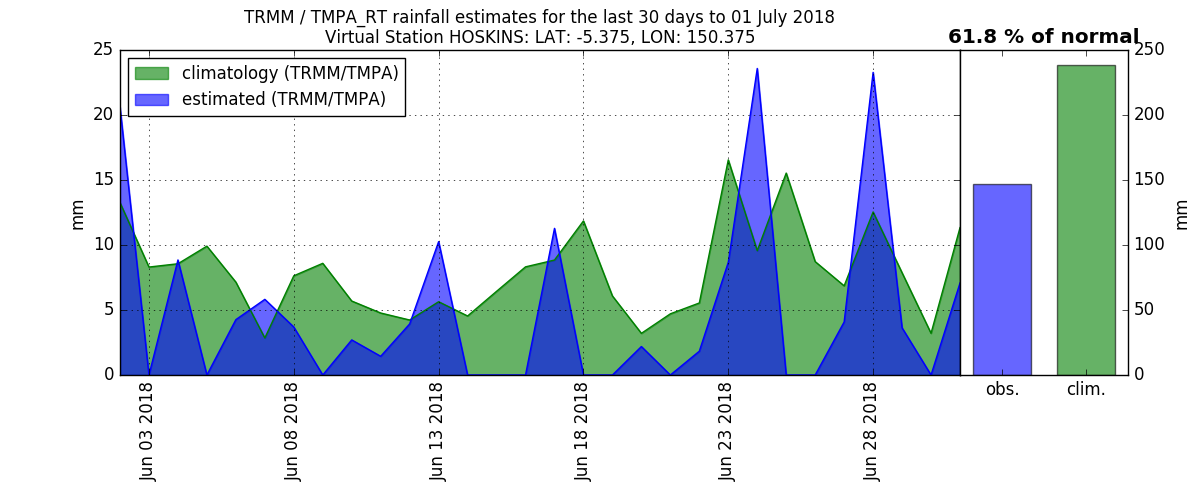 TRMM / TMPA_RT rainfall estimates for the last 30 days to 01 July 2018
Virtual Station HOSKINS: LAT: -5.375, LON: 150.375
61.8 % of normal
climatology (TRMM/TMPA)
estimated (TRMM/TMPA)
25
20
15
10
5
0
mm
250
200
150
100
50
0
mm
Jun 03 2018
Jun 08 2018
Jun 13 2018
Jun 18 2018
Jun 23 2018
Jun 28 2018
obs.
clim.